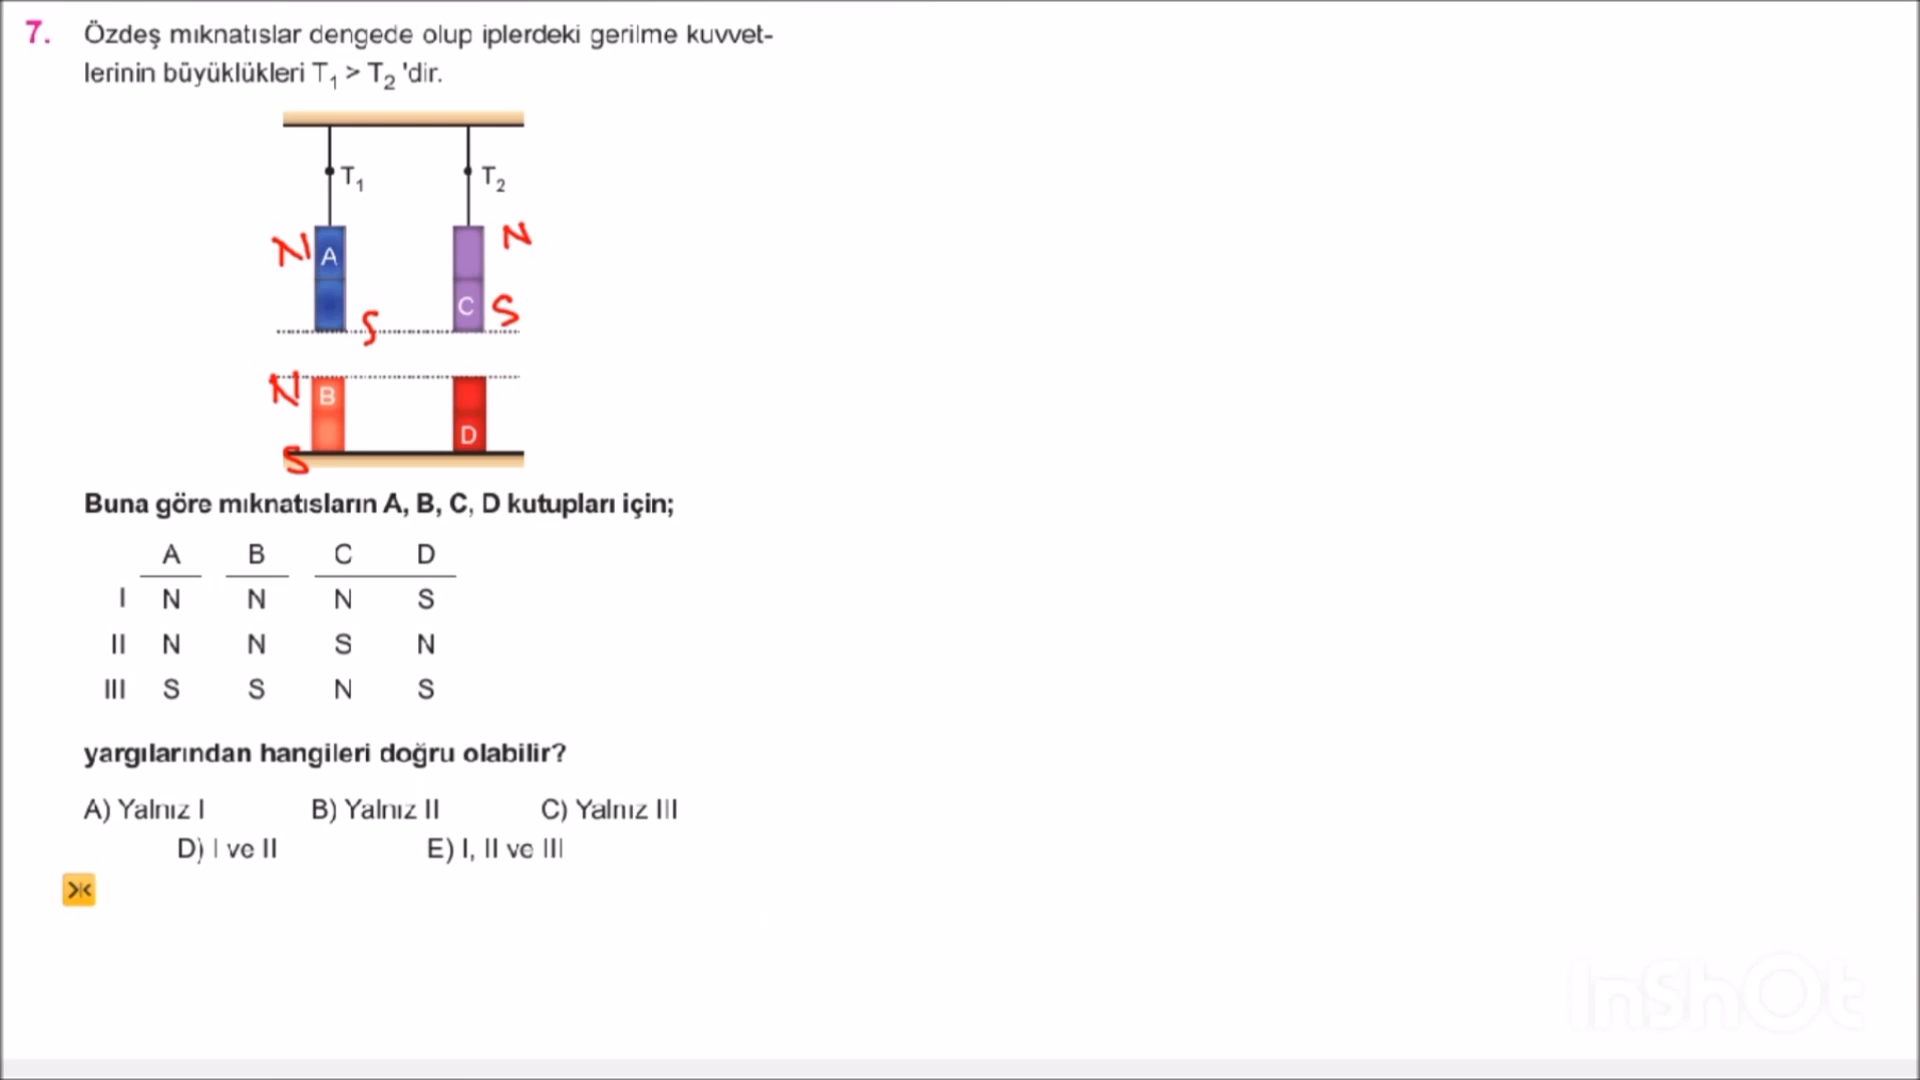 7. Özdeş mıknatıslar dengede olup iplerdeki gerilme kuvvet-
lerinin büyüklükleri T₁ > T₂ 'dir.
T₁ T₂
N A N
C S
S
N B
D
S
Buna göre mıknatısların A, B, C, D kutupları için;
A B C D
I N N N S
II N N S N
III S S N S
yargılarından hangileri doğru olabilir?
A) Yalnız I B) Yalnız II C) Yalnız III
D) I ve II E) I, II ve III
InShOt